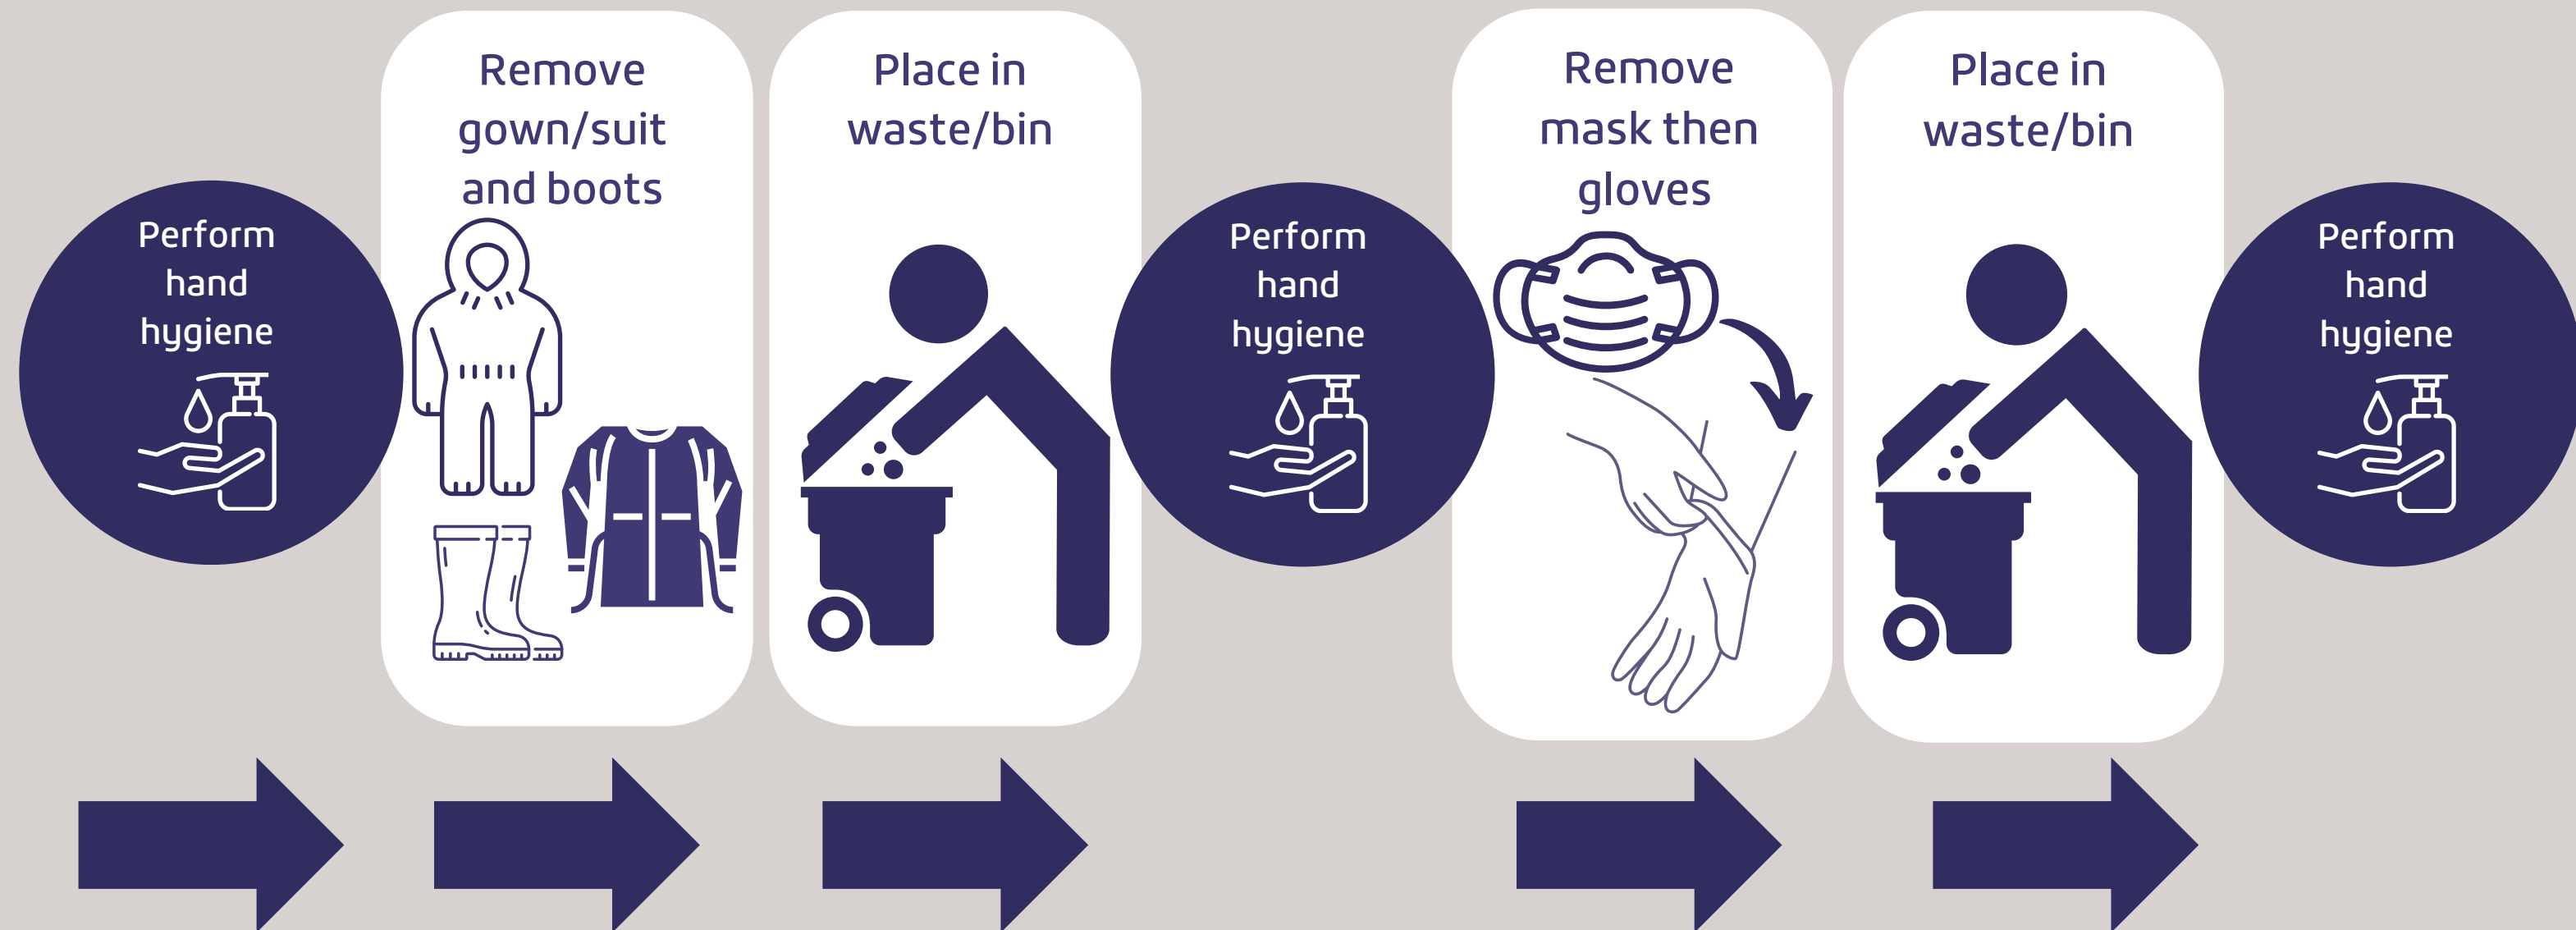 Perform
hand
hygiene
Remove
gown/suit
and boots
Place in
waste/bin
Perform
hand
hygiene
Remove
mask then
gloves
Place in
waste/bin
Perform
hand
hygiene